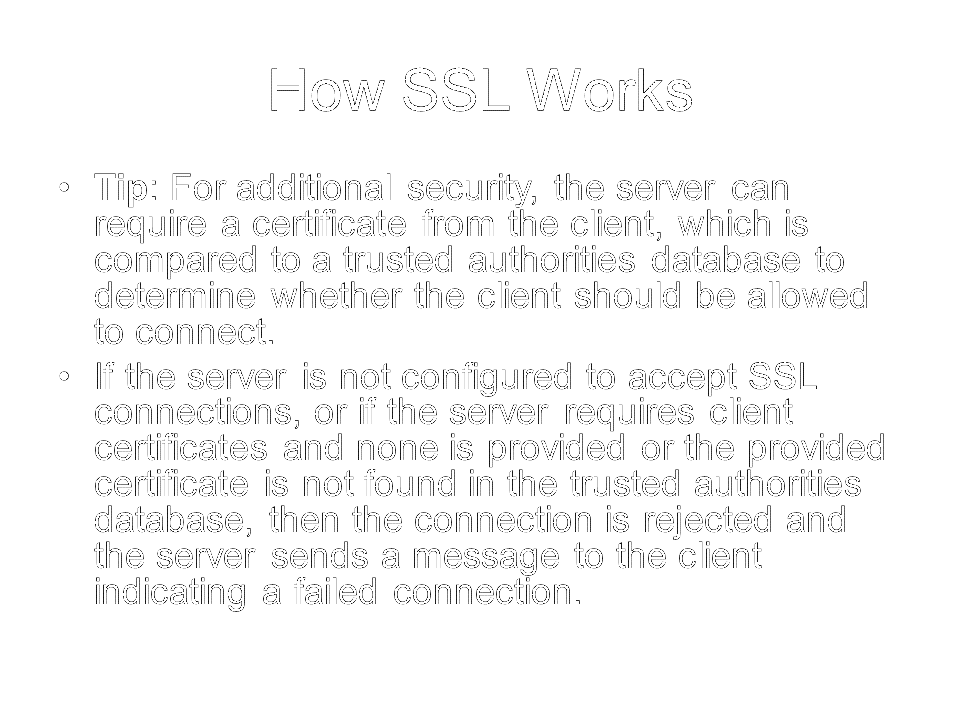 How SSL Works
• Tip: For additional security, the server can
require a certificate from the client, which is
compared to a trusted authorities database to
determine whether the client should be allowed
to connect.
• If the server is not configured to accept SSL
connections, or if the server requires client
certificates and none is provided or the provided
certificate is not found in the trusted authorities
database, then the connection is rejected and
the server sends a message to the client
indicating a failed connection.